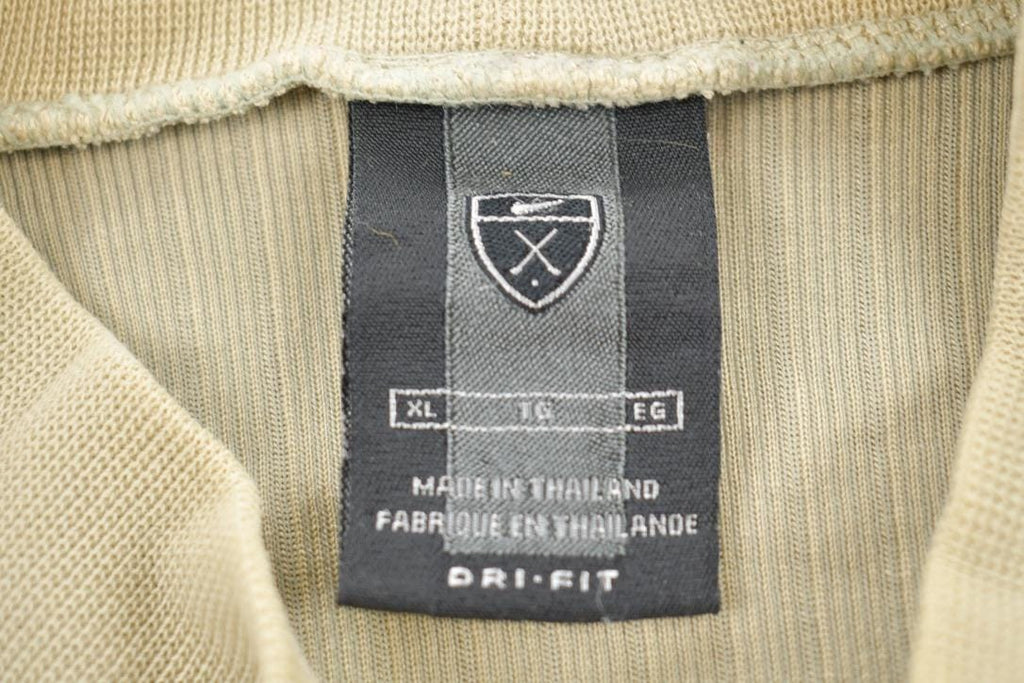 XL TG EG
MADE IN THAILAND
FABRIQUE EN THAILANDE
DRI-FIT